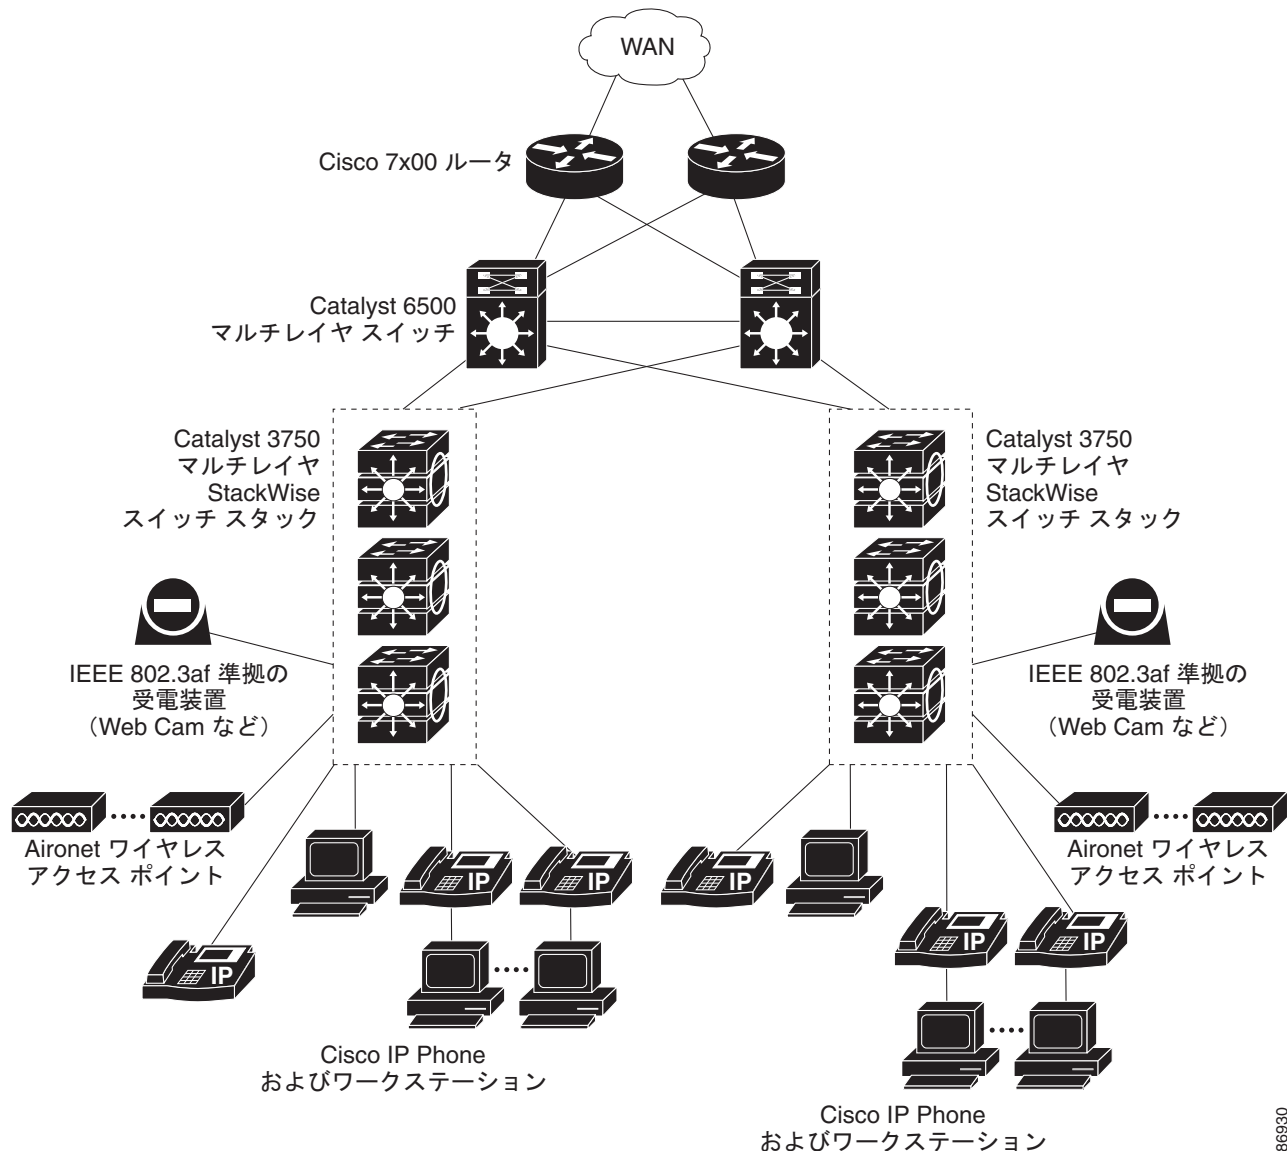 WAN
Cisco 7x00 ルータ
Catalyst 6500
マルチレイヤ スイッチ
Catalyst 3750
マルチレイヤ
StackWise
スイッチ スタック
Catalyst 3750
マルチレイヤ
StackWise
スイッチ スタック
IEEE 802.3af 準拠の
受電装置
（Web Cam など）
IEEE 802.3af 準拠の
受電装置
（Web Cam など）
Aironet ワイヤレス
アクセス ポイント
Aironet ワイヤレス
アクセス ポイント
IP
IP
IP
IP
IP
IP
Cisco IP Phone
およびワークステーション
Cisco IP Phone
およびワークステーション
86930